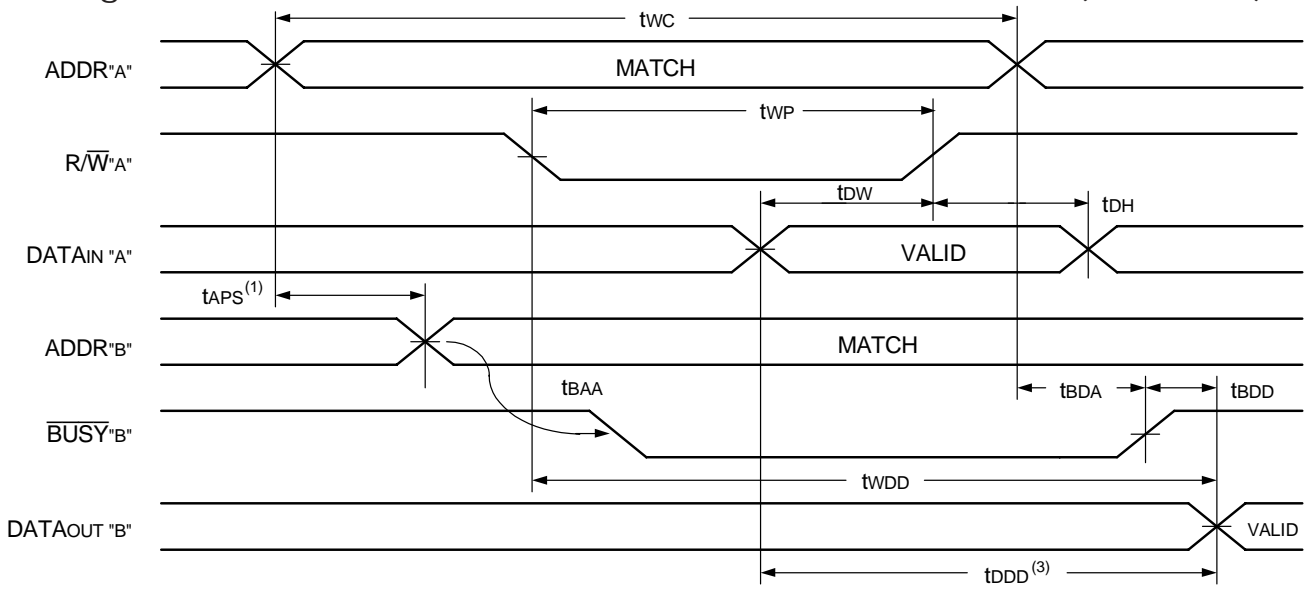 tWC
ADDR"A"
MATCH
tWP
R/W"A"
tDW
tDH
DATAIN "A"
VALID
tAPS(1)
ADDR"B"
MATCH
tBAA
tBDA
tBDD
BUSY"B"
tWDD
DATAOUT "B"
VALID
tDDD(3)